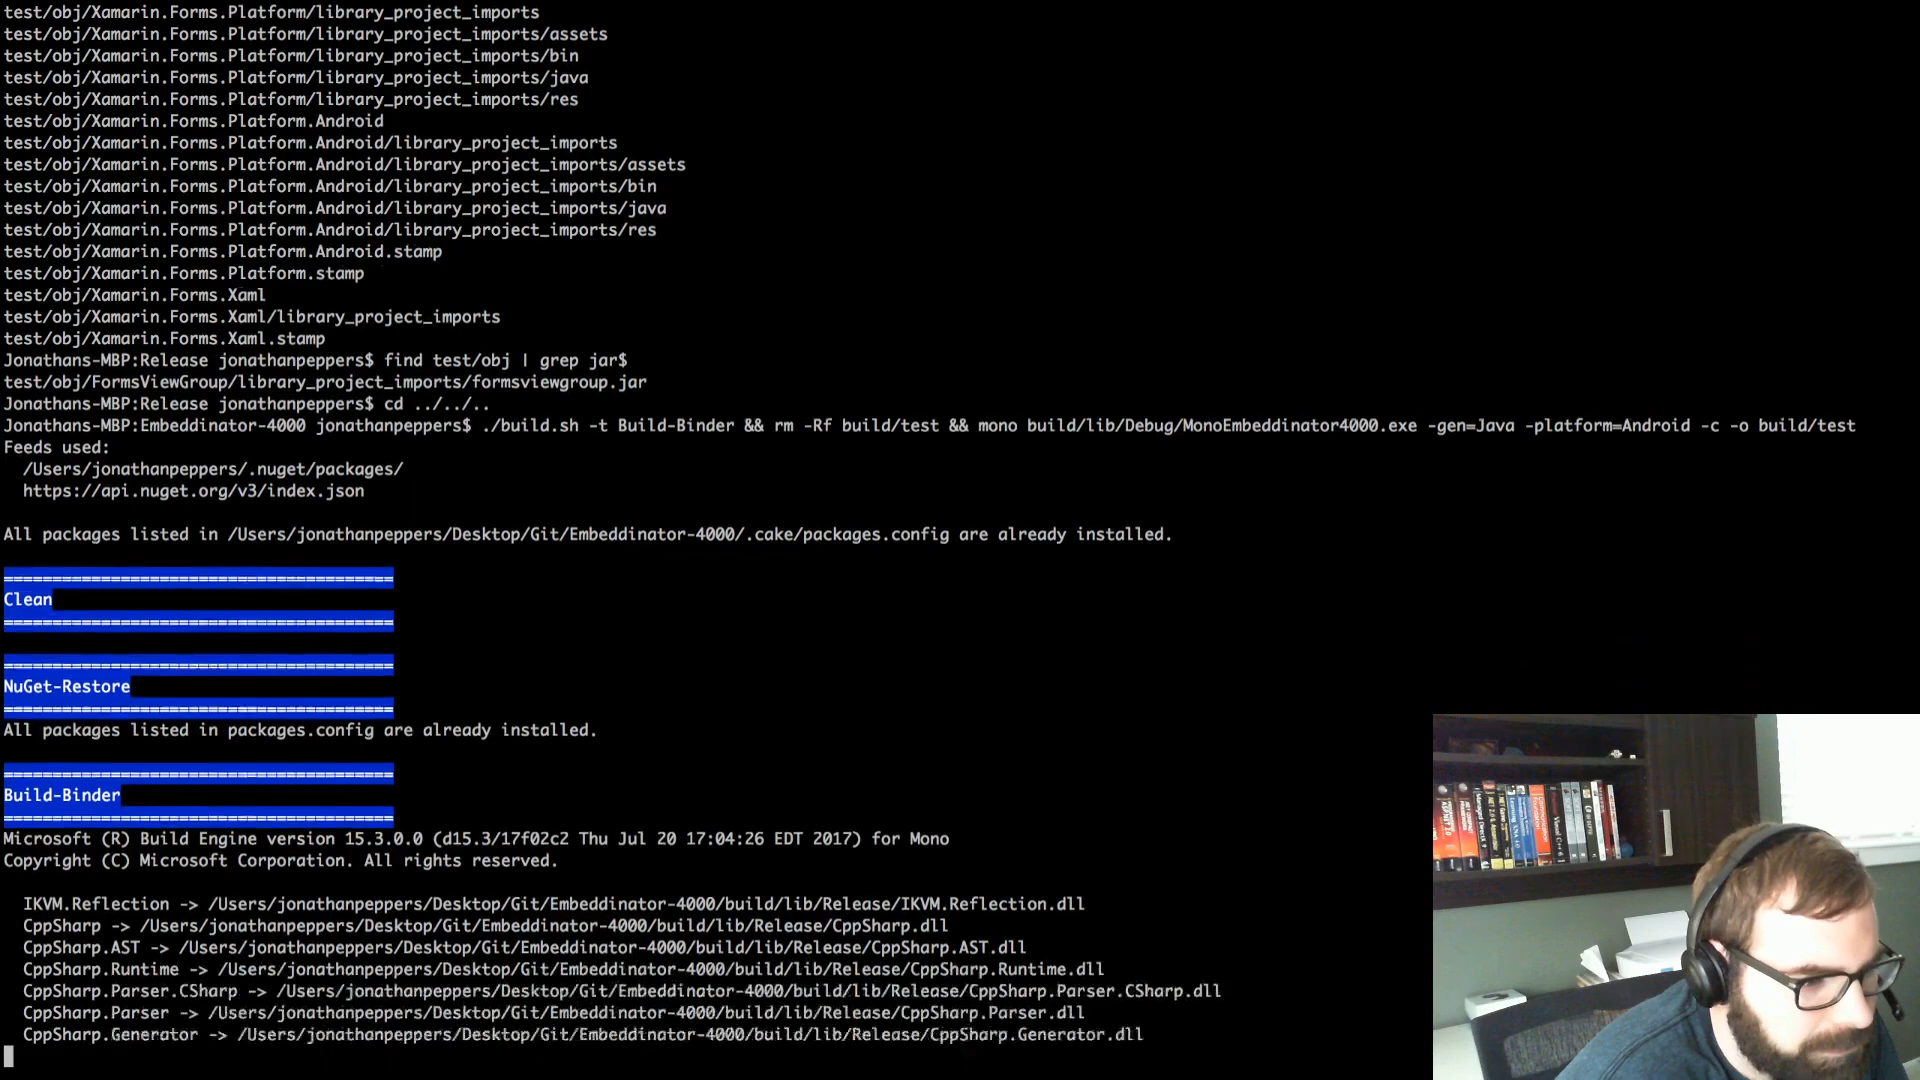 test/obj/Xamarin.Forms.Platform/library_project_imports
test/obj/Xamarin.Forms.Platform/library_project_imports/assets
test/obj/Xamarin.Forms.Platform/library_project_imports/bin
test/obj/Xamarin.Forms.Platform/library_project_imports/java
test/obj/Xamarin.Forms.Platform/library_project_imports/res
test/obj/Xamarin.Forms.Platform.Android
test/obj/Xamarin.Forms.Platform.Android/library_project_imports
test/obj/Xamarin.Forms.Platform.Android/library_project_imports/assets
test/obj/Xamarin.Forms.Platform.Android/library_project_imports/bin
test/obj/Xamarin.Forms.Platform.Android/library_project_imports/java
test/obj/Xamarin.Forms.Platform.Android/library_project_imports/res
test/obj/Xamarin.Forms.Platform.Android.stamp
test/obj/Xamarin.Forms.Platform.stamp
test/obj/Xamarin.Forms.Xaml
test/obj/Xamarin.Forms.Xaml/library_project_imports
test/obj/Xamarin.Forms.Xaml.stamp
Jonathans-MBP:Release jonathanpeppers$ find test/obj | grep jar$
test/obj/FormsViewGroup/library_project_imports/formsviewgroup.jar
Jonathans-MBP:Release jonathanpeppers$ cd ../../..
Jonathans-MBP:Embeddinator-4000 jonathanpeppers$ ./build.sh -t Build-Binder && rm -Rf build/test && mono build/lib/Debug/MonoEmbeddinator4000.exe -gen=Java -platform=Android -c -o build/test
Feeds used:
  /Users/jonathanpeppers/.nuget/packages/
  https://api.nuget.org/v3/index.json
All packages listed in /Users/jonathanpeppers/Desktop/Git/Embeddinator-4000/.cake/packages.config are already installed.
========================================
Clean
========================================
========================================
NuGet-Restore
========================================
All packages listed in packages.config are already installed.
========================================
Build-Binder
========================================
Microsoft (R) Build Engine version 15.3.0.0 (d15.3/17f02c2 Thu Jul 20 17:04:26 EDT 2017) for Mono
Copyright (C) Microsoft Corporation. All rights reserved.
  IKVM.Reflection -> /Users/jonathanpeppers/Desktop/Git/Embeddinator-4000/build/lib/Release/IKVM.Reflection.dll
  CppSharp -> /Users/jonathanpeppers/Desktop/Git/Embeddinator-4000/build/lib/Release/CppSharp.dll
  CppSharp.AST -> /Users/jonathanpeppers/Desktop/Git/Embeddinator-4000/build/lib/Release/CppSharp.AST.dll
  CppSharp.Runtime -> /Users/jonathanpeppers/Desktop/Git/Embeddinator-4000/build/lib/Release/CppSharp.Runtime.dll
  CppSharp.Parser.CSharp -> /Users/jonathanpeppers/Desktop/Git/Embeddinator-4000/build/lib/Release/CppSharp.Parser.CSharp.dll
  CppSharp.Parser -> /Users/jonathanpeppers/Desktop/Git/Embeddinator-4000/build/lib/Release/CppSharp.Parser.dll
  CppSharp.Generator -> /Users/jonathanpeppers/Desktop/Git/Embeddinator-4000/build/lib/Release/CppSharp.Generator.dll